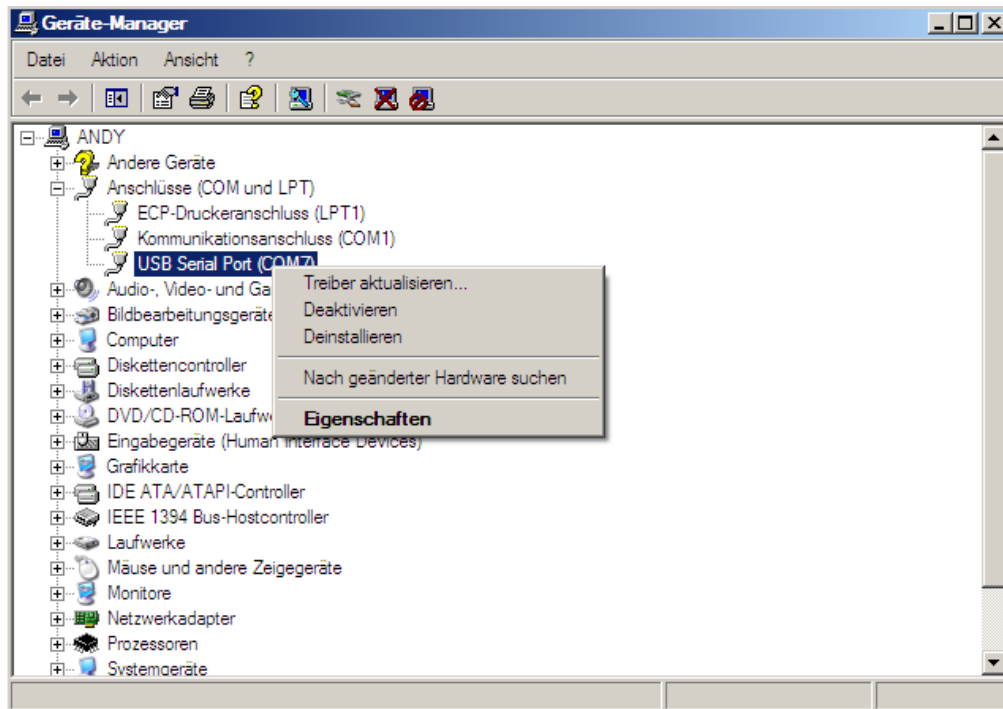 Geräte-Manager
Datei Aktion Ansicht ?
ANDY
Andere Geräte
Anschlüsse (COM und LPT)
ECP-Druckeranschluss (LPT1)
Kommunikationsanschluss (COM1)
USB Serial Port (COM7)
Treiber aktualisieren...
Deaktivieren
Deinstallieren
Nach geänderter Hardware suchen
Eigenschaften
Audio-, Video- und Ga
Bildbearbeitungsgeräte
Computer
Diskettencontroller
Diskettenlaufwerke
DVD/CD-ROM-Laufw
Eingabegeräte (Human Interface Devices)
Grafikkarte
IDE ATA/ATAPI-Controller
IEEE 1394 Bus-Hostcontroller
Laufwerke
Mäuse und andere Zeigegeräte
Monitore
Netzwerkadapter
Prozessoren
Systemgeräte